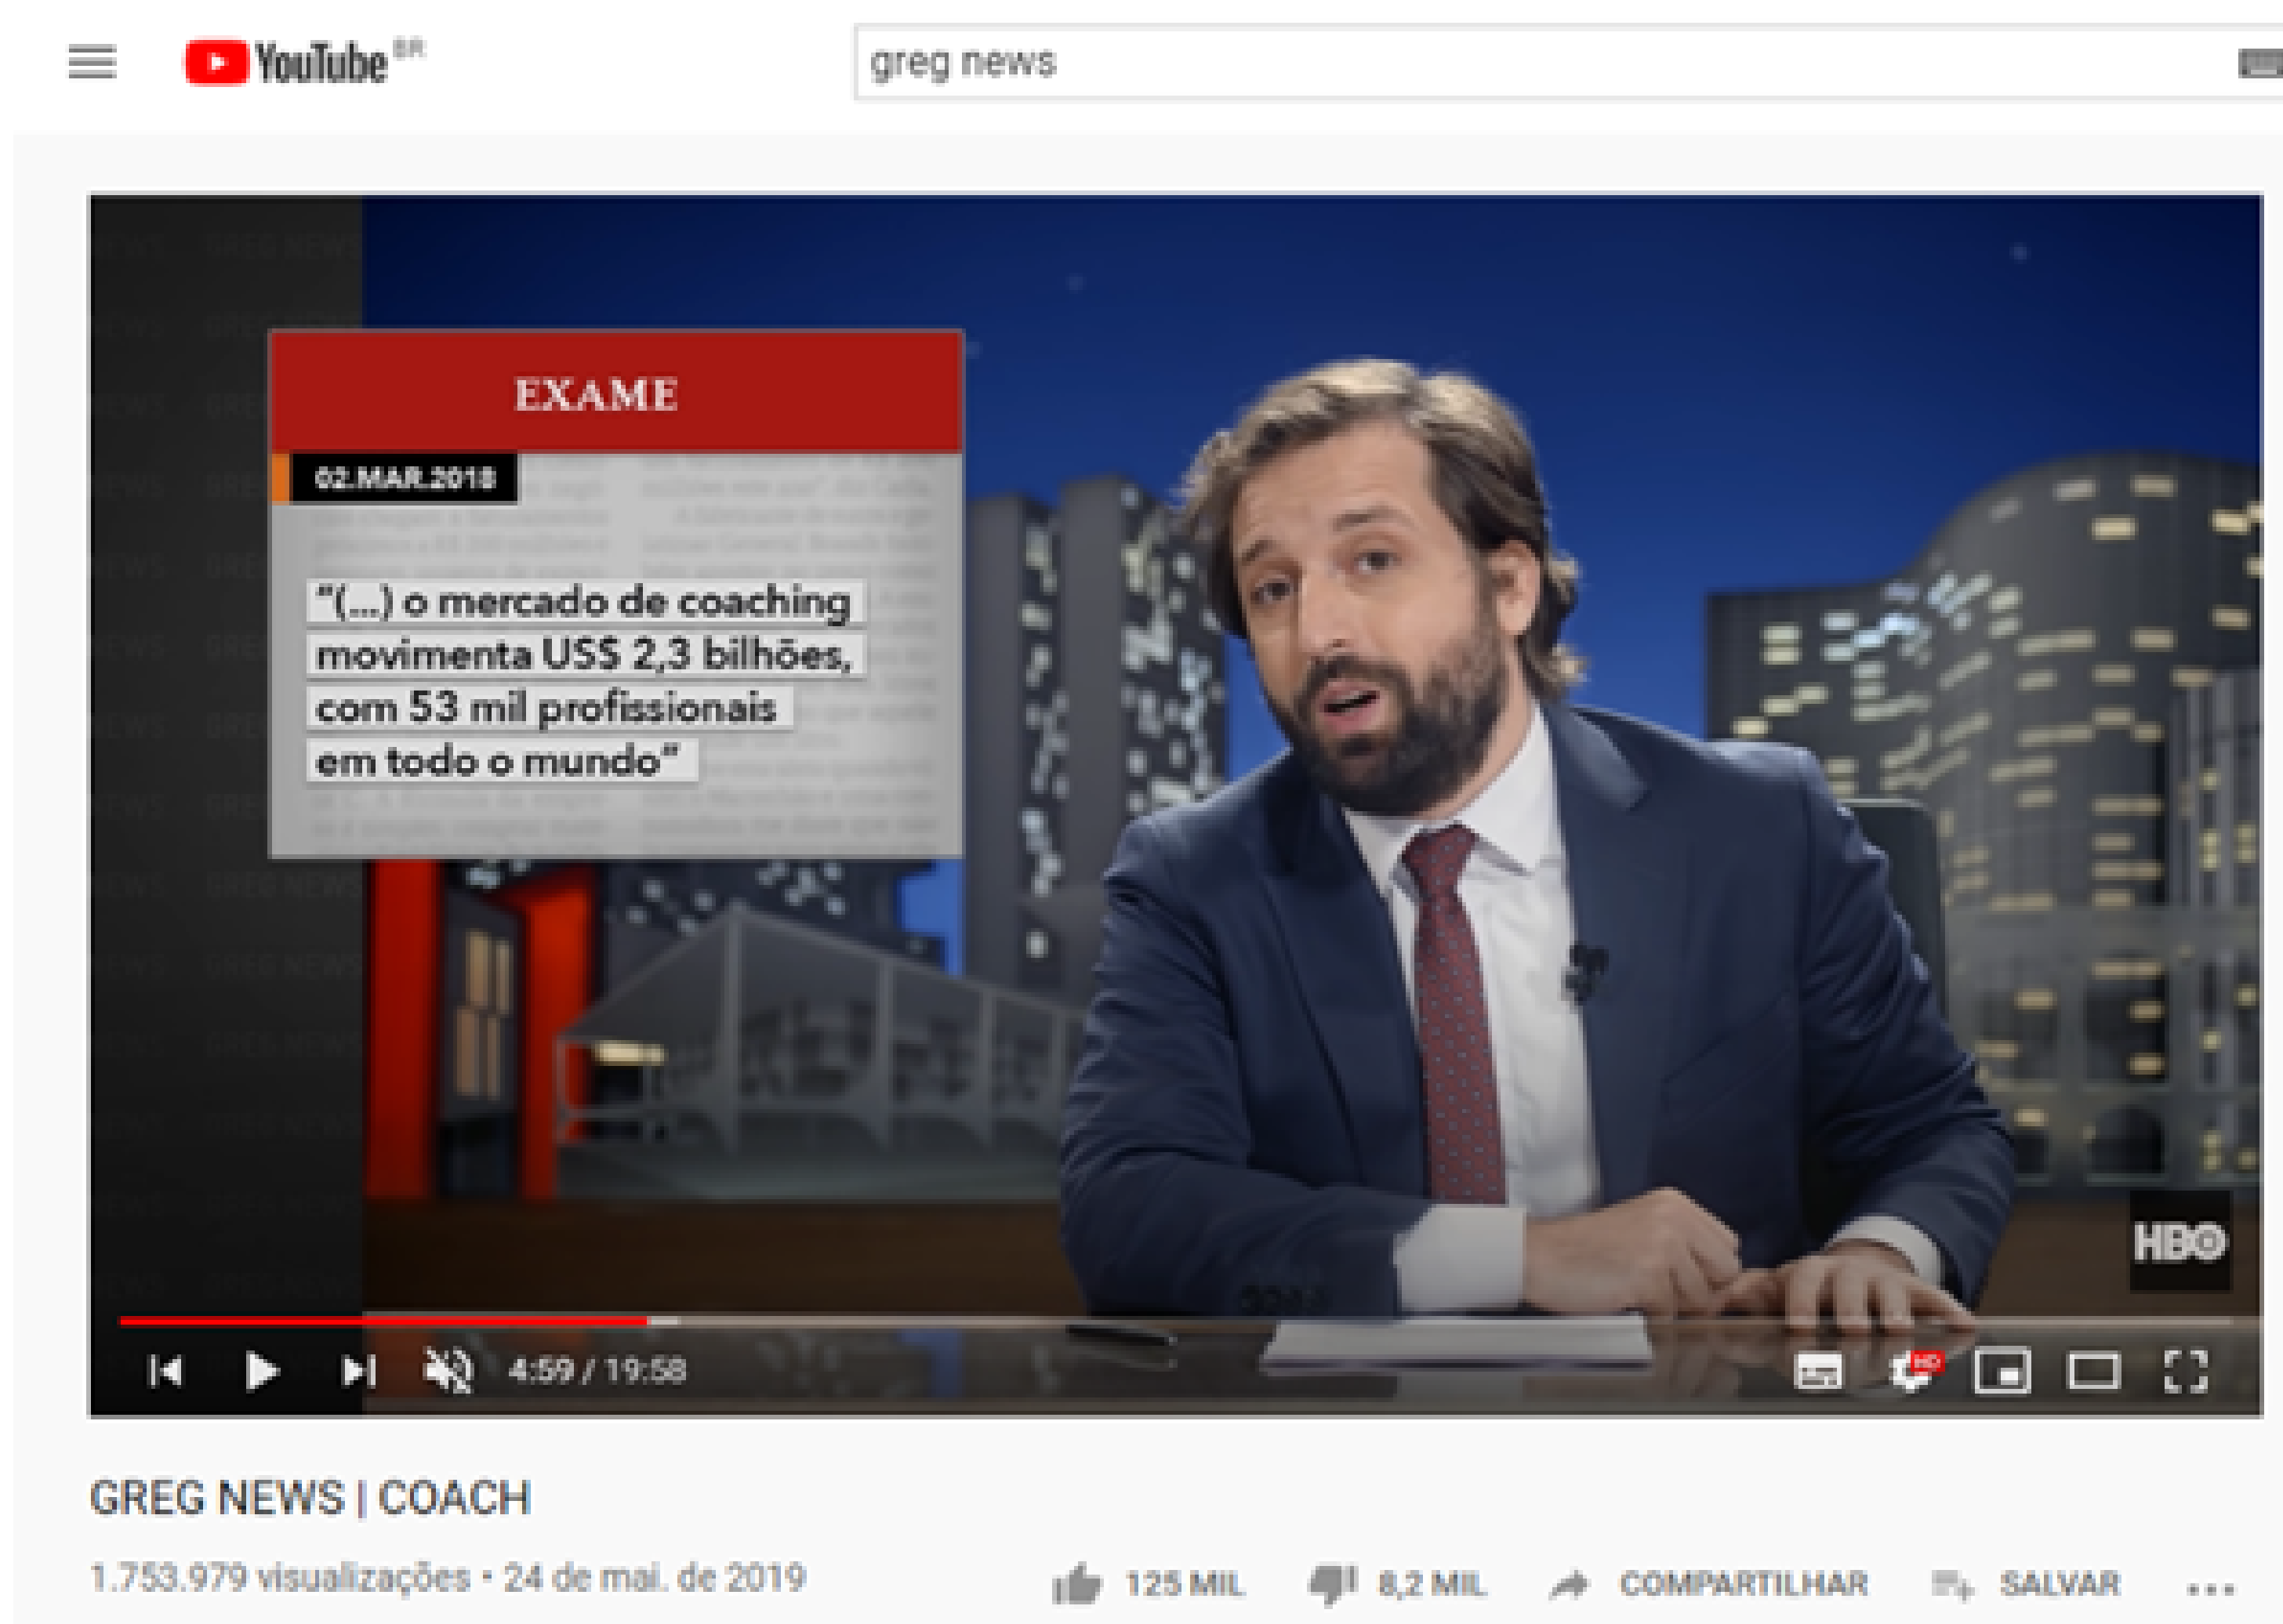 YouTube BR
greg news
EXAME
02.MAR.2018
"(...) o mercado de coaching
movimenta US$ 2,3 bilhões,
com 53 mil profissionais
em todo o mundo"
HBO
4:59 / 19:58
HD
GREG NEWS | COACH
1.753.979 visualizações • 24 de mai. de 2019
125 MIL
8,2 MIL
COMPARTILHAR
SALVAR